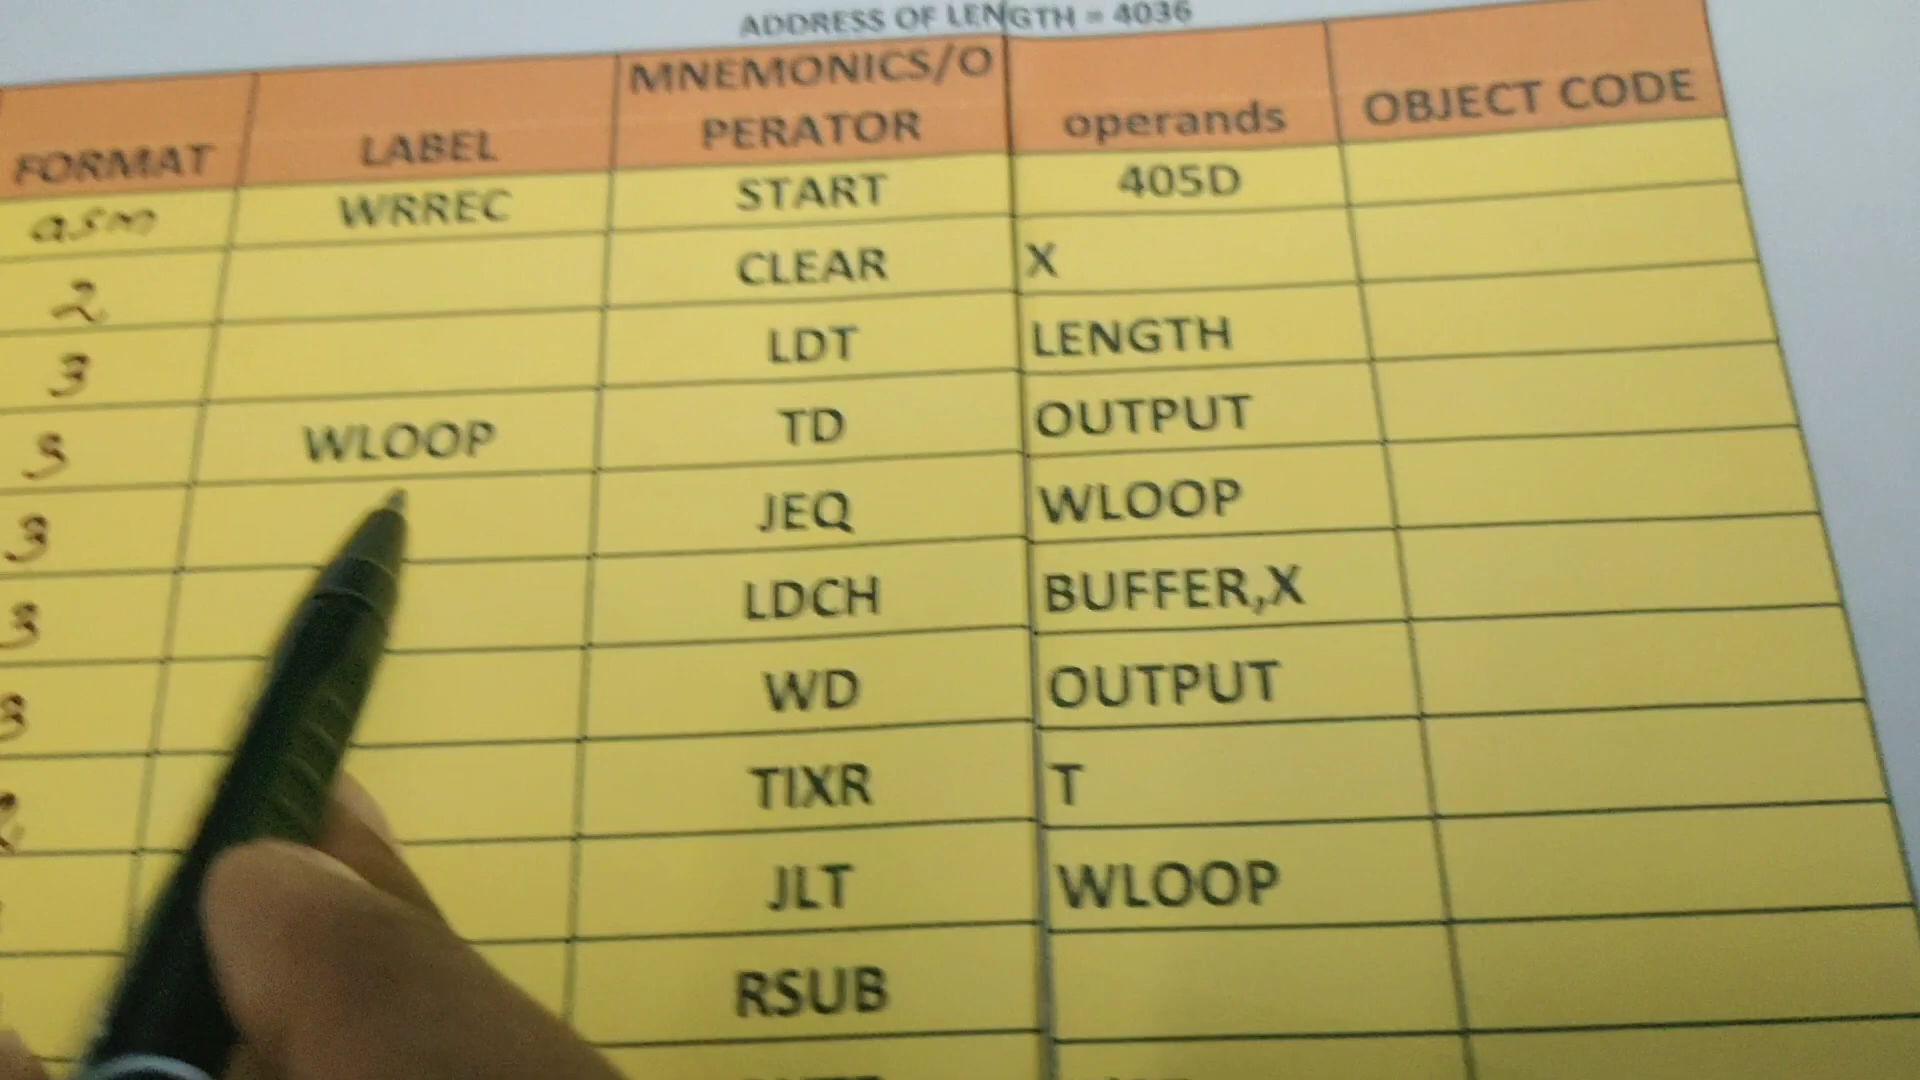 ADDRESS OF LENGTH = 4036
FORMAT LABEL MNEMONICS/OPERATOR operands OBJECT CODE
asm WRREC START 405D
2 CLEAR X
3 LDT LENGTH
3 WLOOP TD OUTPUT
3 JEQ WLOOP
3 LDCH BUFFER,X
3 WD OUTPUT
2 TIXR T
JLT WLOOP
RSUB